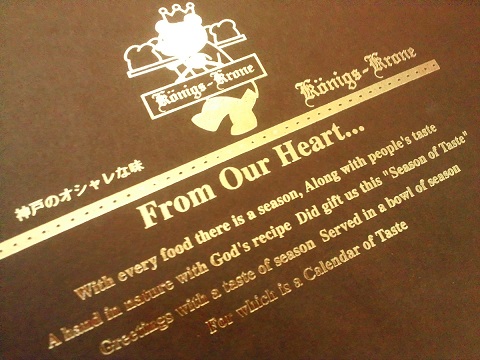 Königs-Krone
Königs-Krone
神戸のオシャレな味
From Our Heart...
With every food there is a season, Along with people's taste
A hand in nature with God's recipe Did gift us this "Season of Taste"
Greetings with a taste of season Served in a bowl of season
For which is a Calendar of Taste